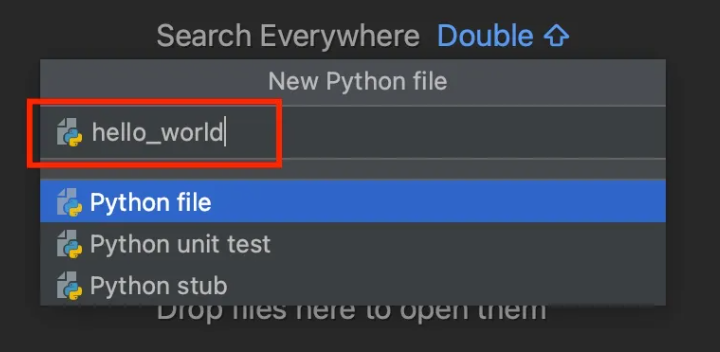 Search Everywhere Double ⇧
New Python file
hello_world
Python file
Python unit test
Python stub
Drop files here to open them